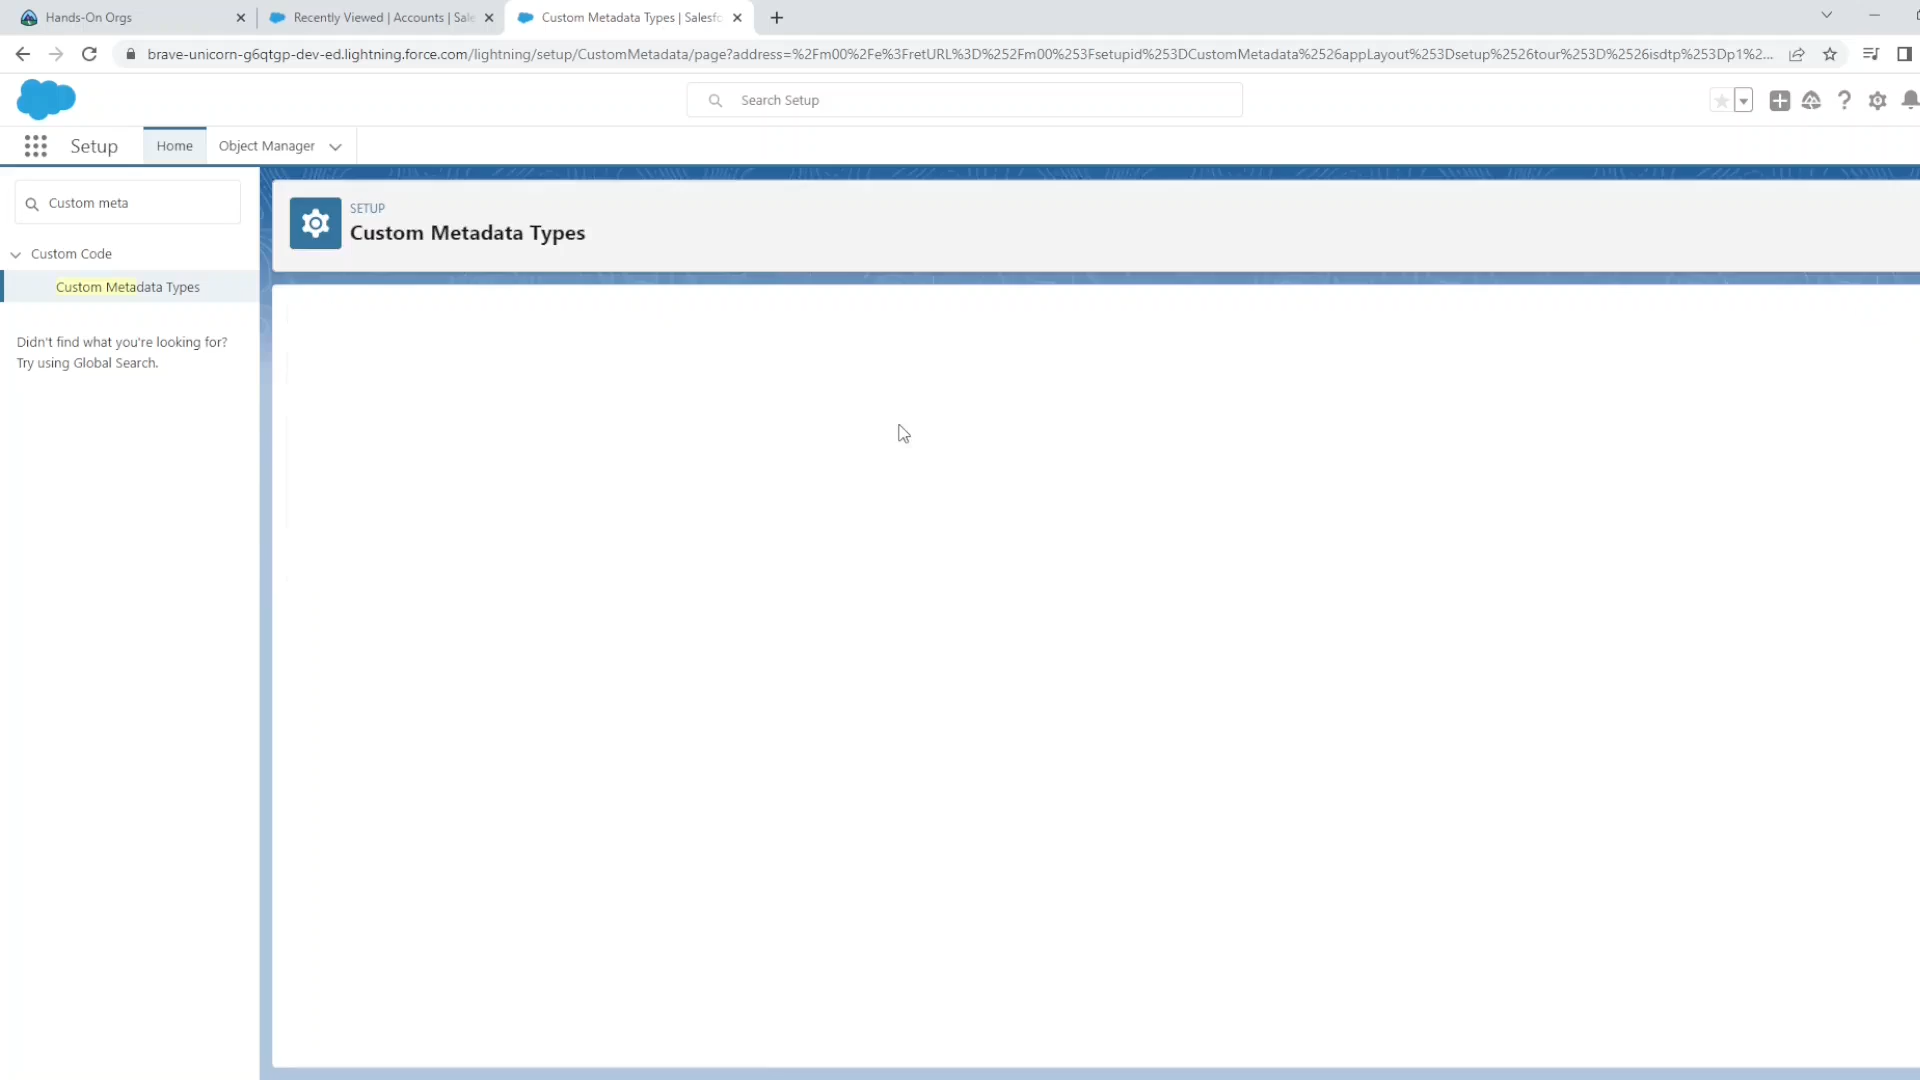 Hands-On Orgs
Recently Viewed | Accounts | Sale
Custom Metadata Types | Salesfo
brave-unicorn-g6qtgp-dev-ed.lightning.force.com/lightning/setup/CustomMetadata/page?address=%2Fm00%2Fe%3FretURL%3D%252Fm00%253Fsetupid%253DCustomMetadata%2526appLayout%253Dsetup%2526tour%253D%2526isdtp%253Dp1%2...
Search Setup
Setup
Home
Object Manager
Custom meta
Custom Code
Custom Metadata Types
Didn't find what you're looking for?
Try using Global Search.
SETUP
Custom Metadata Types